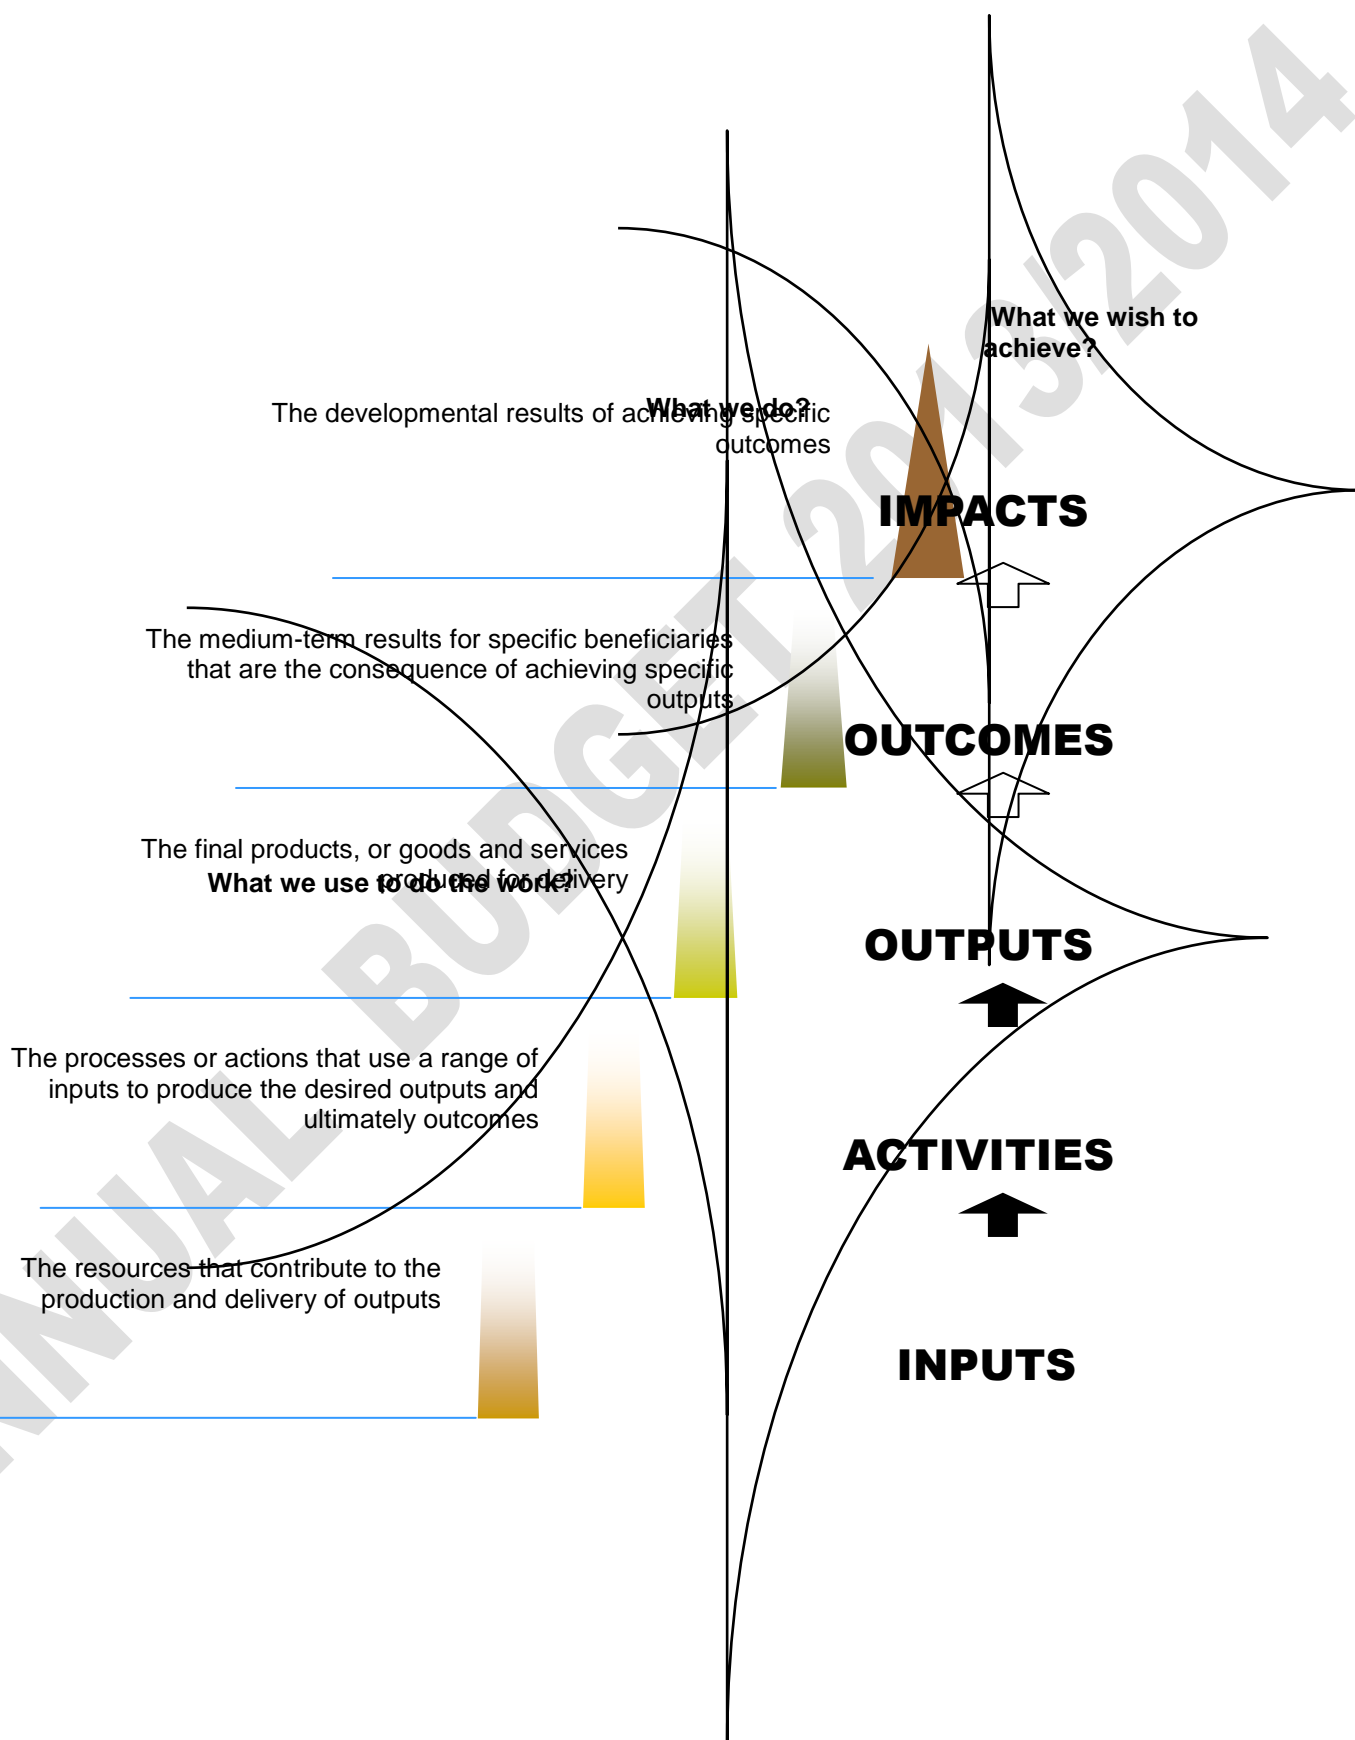 What we wish to
achieve?
What we do?
The developmental results of achieving specific
outcomes
IMPACTS
The medium-term results for specific beneficiaries
that are the consequence of achieving specific
outputs
OUTCOMES
The final products, or goods and services
produced for delivery
What we use to do the work?
OUTPUTS
The processes or actions that use a range of
inputs to produce the desired outputs and
ultimately outcomes
ACTIVITIES
The resources that contribute to the
production and delivery of outputs
INPUTS
NNUAL BUDGET 2013/2014